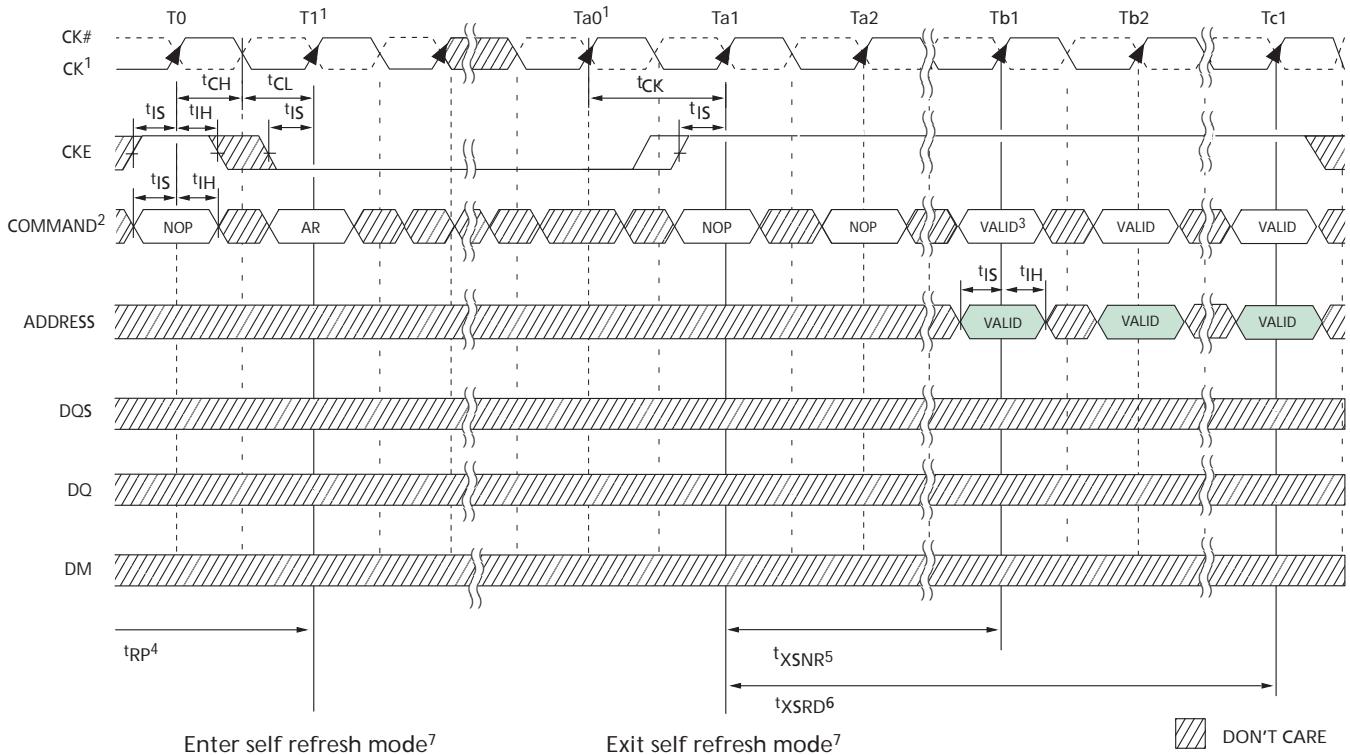 T0 T1¹ Ta0¹ Ta1 Ta2 Tb1 Tb2 Tc1
CK#
CK¹
tCH tCL tCK
tIS tIH tIS tIS
CKE
tIS tIH
COMMAND² NOP AR NOP NOP VALID³ VALID VALID
tIS tIH
ADDRESS VALID VALID VALID
DQS
DQ
DM
tRP⁴ tXSNR⁵
tXSRD⁶
Enter self refresh mode⁷ Exit self refresh mode⁷ DON'T CARE